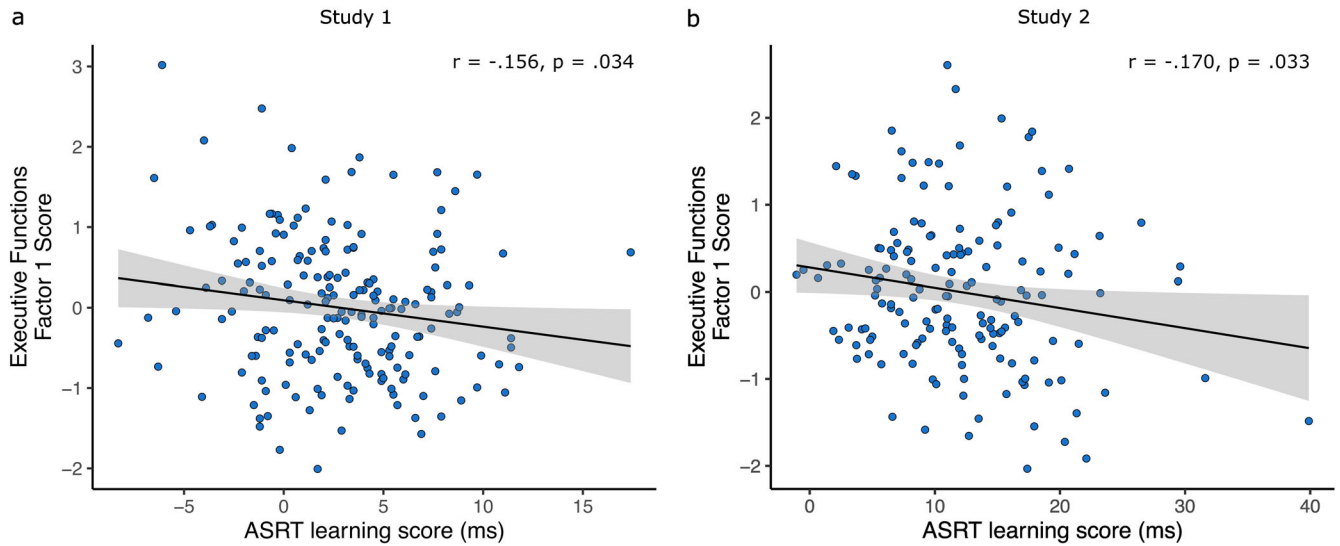 a
Study 1
r = -.156, p = .034
Executive Functions
Factor 1 Score
3
2
1
0
−1
−2
−5
0
5
10
15
ASRT learning score (ms)
b
Study 2
r = -.170, p = .033
Executive Functions
Factor 1 Score
2
1
0
−1
−2
0
10
20
30
40
ASRT learning score (ms)